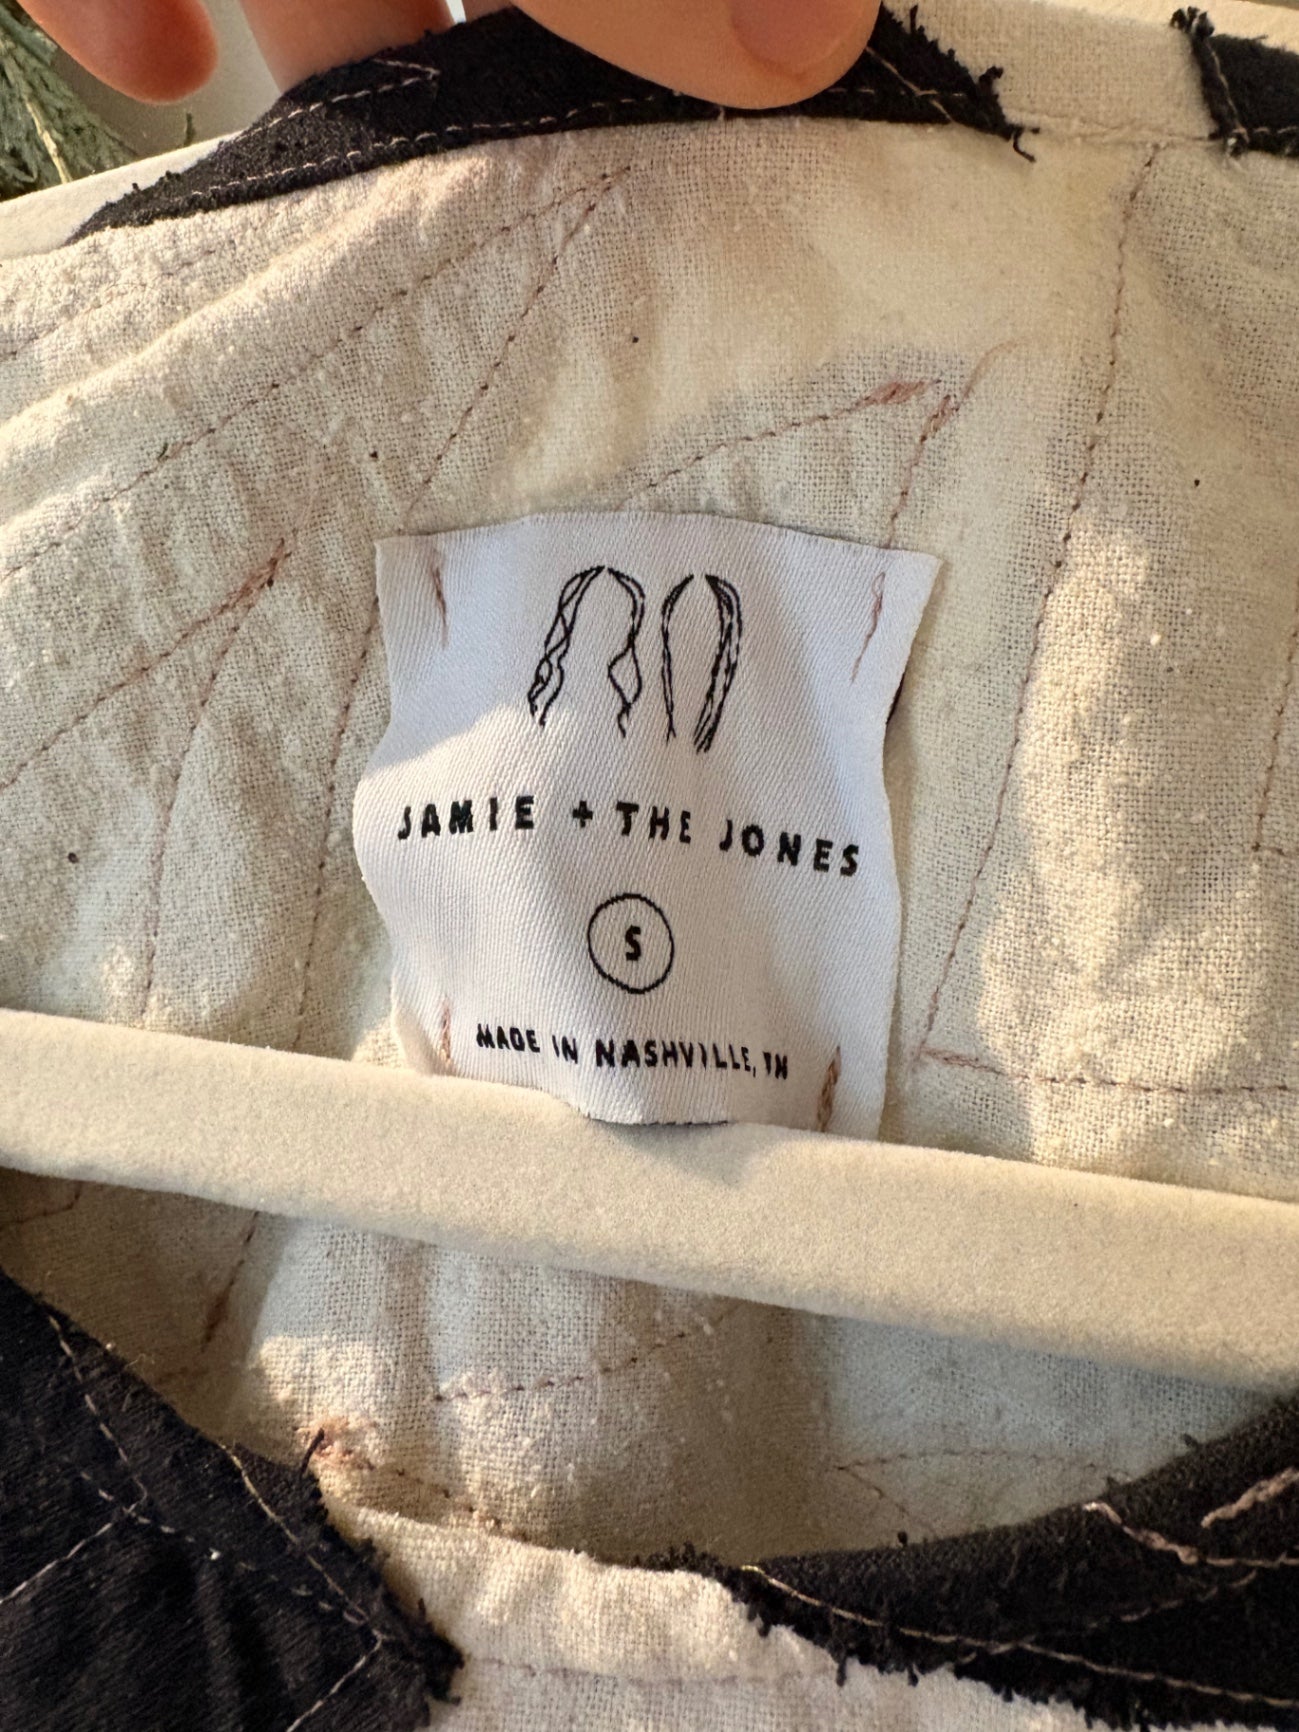 JAMIE + THE JONES
S
MADE IN NASHVILLE, TN